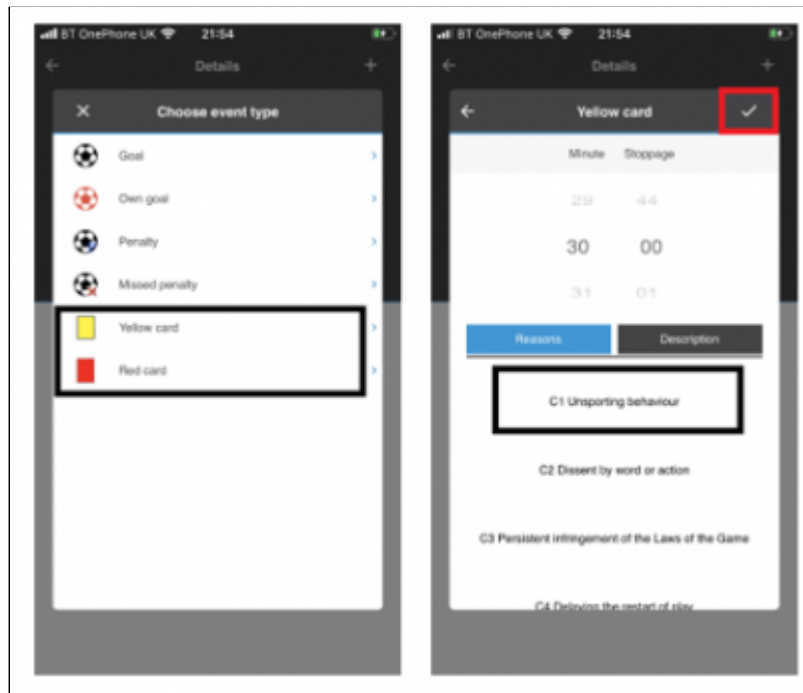 BT OnePhone UK 21:54
Details
Choose event type
Goal
Own goal
Penalty
Missed penalty
Yellow card
Red card
BT OnePhone UK 21:54
Details
Yellow card
Minute Stoppage
29 44
30 00
31 01
Reasons Description
C1 Unsporting behaviour
C2 Dissent by word or action
C3 Persistent infringement of the Laws of the Game
C4 Delaying the restart of play